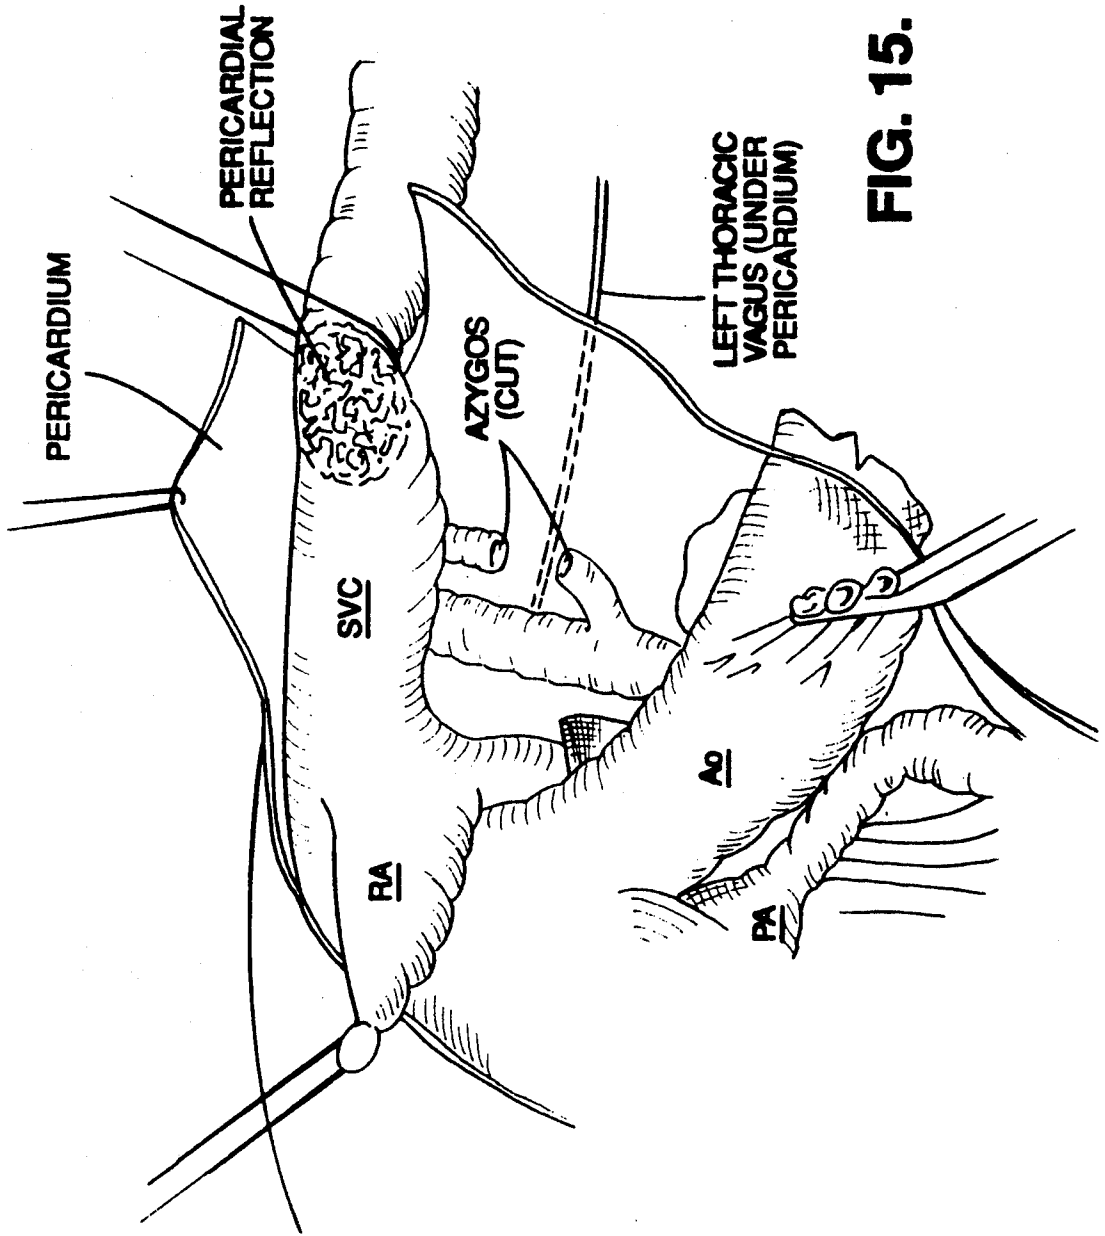 PERICARDIUM
PERICARDIAL
REFLECTION
SVC
AZYGOS
(CUT)
RA
Ao
PA
LEFT THORACIC
VAGUS (UNDER
PERICARDIUM)
FIG. 15.